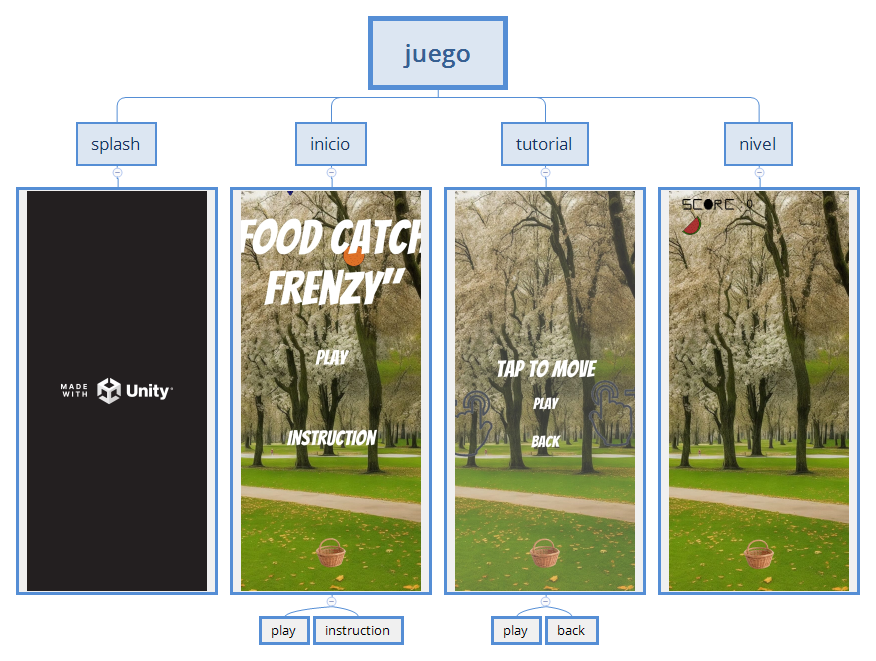 juego
splash
inicio
tutorial
nivel
MADE
WITH
Unity
FOOD CATCH
FRENZY"
PLAY
INSTRUCTION
TAP TO MOVE
PLAY
BACK
SCORE: 0
play
instruction
play
back